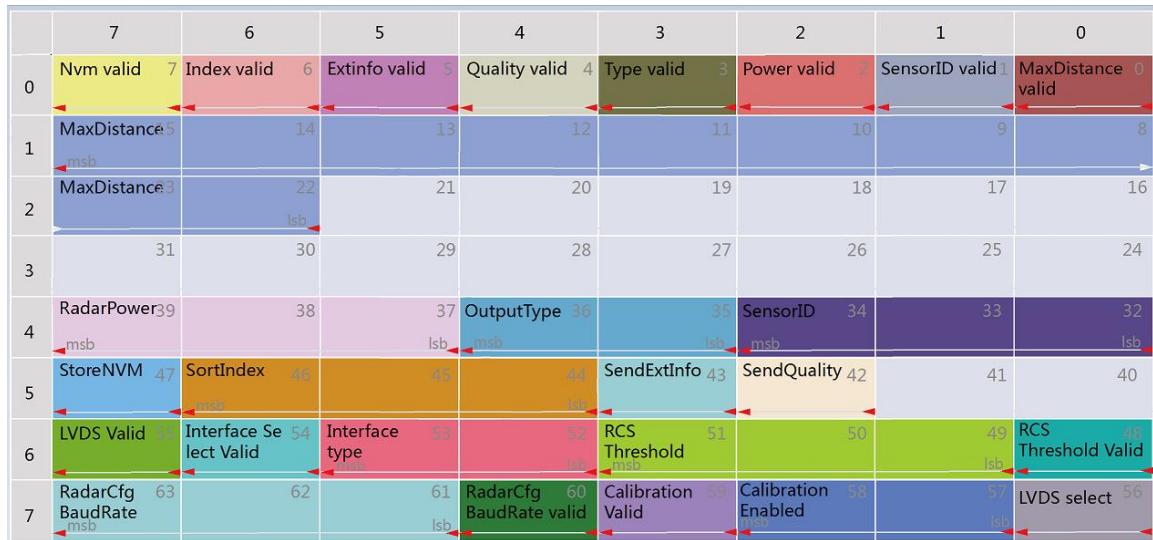 7 6 5 4 3 2 1 0
0 Nvm valid 7 Index valid 6 Extinfo valid 5 Quality valid 4 Type valid 3 Power valid 2 SensorID valid 1 MaxDistance 0
valid
1 MaxDistance 15 14 13 12 11 10 9 8
msb
2 MaxDistance 23 22 21 20 19 18 17 16
lsb
3 31 30 29 28 27 26 25 24
4 RadarPower 39 38 37 OutputType 36 35 SensorID 34 33 32
msb lsb msb lsb msb lsb
5 StoreNVM 47 SortIndex 46 45 44 SendExtInfo 43 SendQuality 42 41 40
msb lsb
6 LVDS Valid 55 Interface Se 54 Interface 53 52 RCS 51 50 49 RCS 48
lect Valid type Threshold Threshold Valid
msb lsb msb lsb
7 RadarCfg 63 62 61 RadarCfg 60 Calibration 59 Calibration 58 57 LVDS select 56
BaudRate BaudRate valid Valid Enabled
msb lsb msb lsb